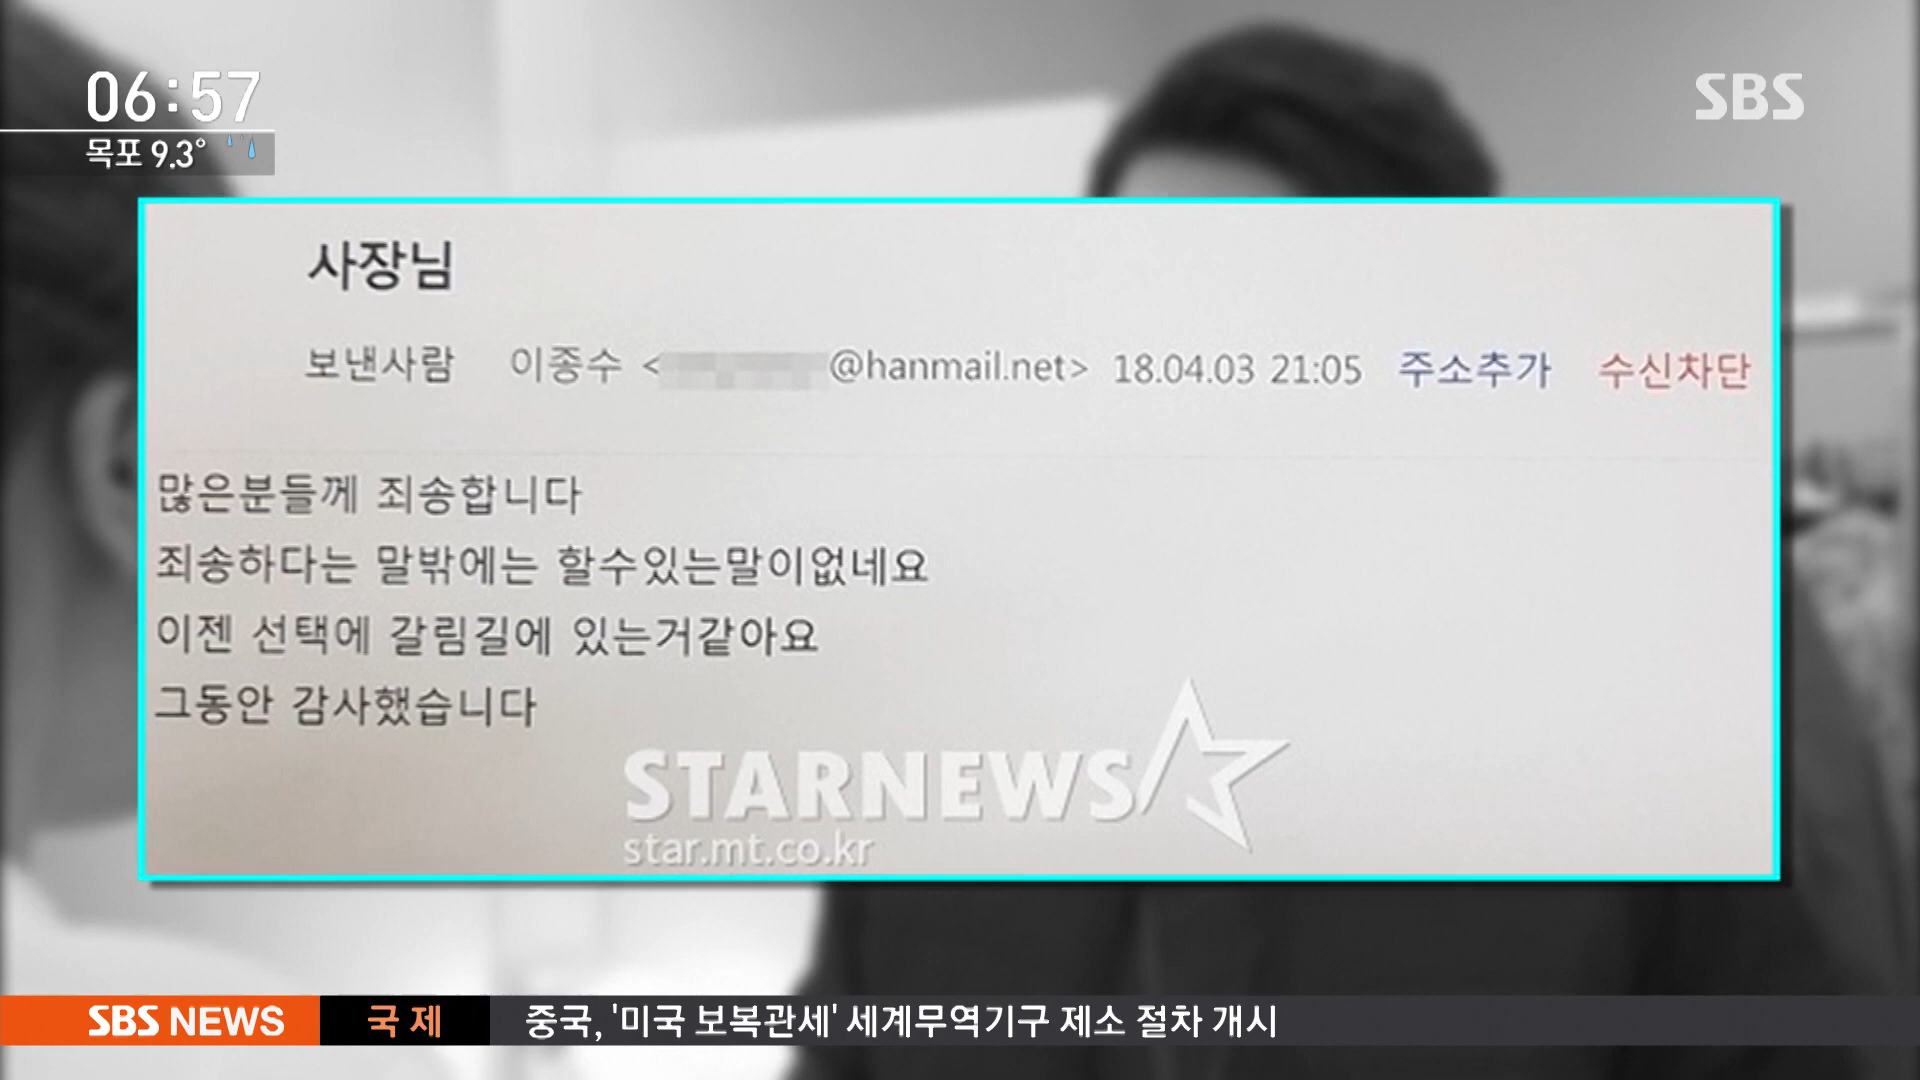 06:57
목포 9.3°
SBS
사장님
보낸사람 이종수 < @hanmail.net> 18.04.03 21:05 주소추가 수신차단
많은분들께 죄송합니다
죄송하다는 말밖에는 할수있는말이없네요
이젠 선택에 갈림길에 있는거같아요
그동안 감사했습니다
STARNEWS
star.mt.co.kr
SBS NEWS 국제 중국, '미국 보복관세' 세계무역기구 제소 절차 개시